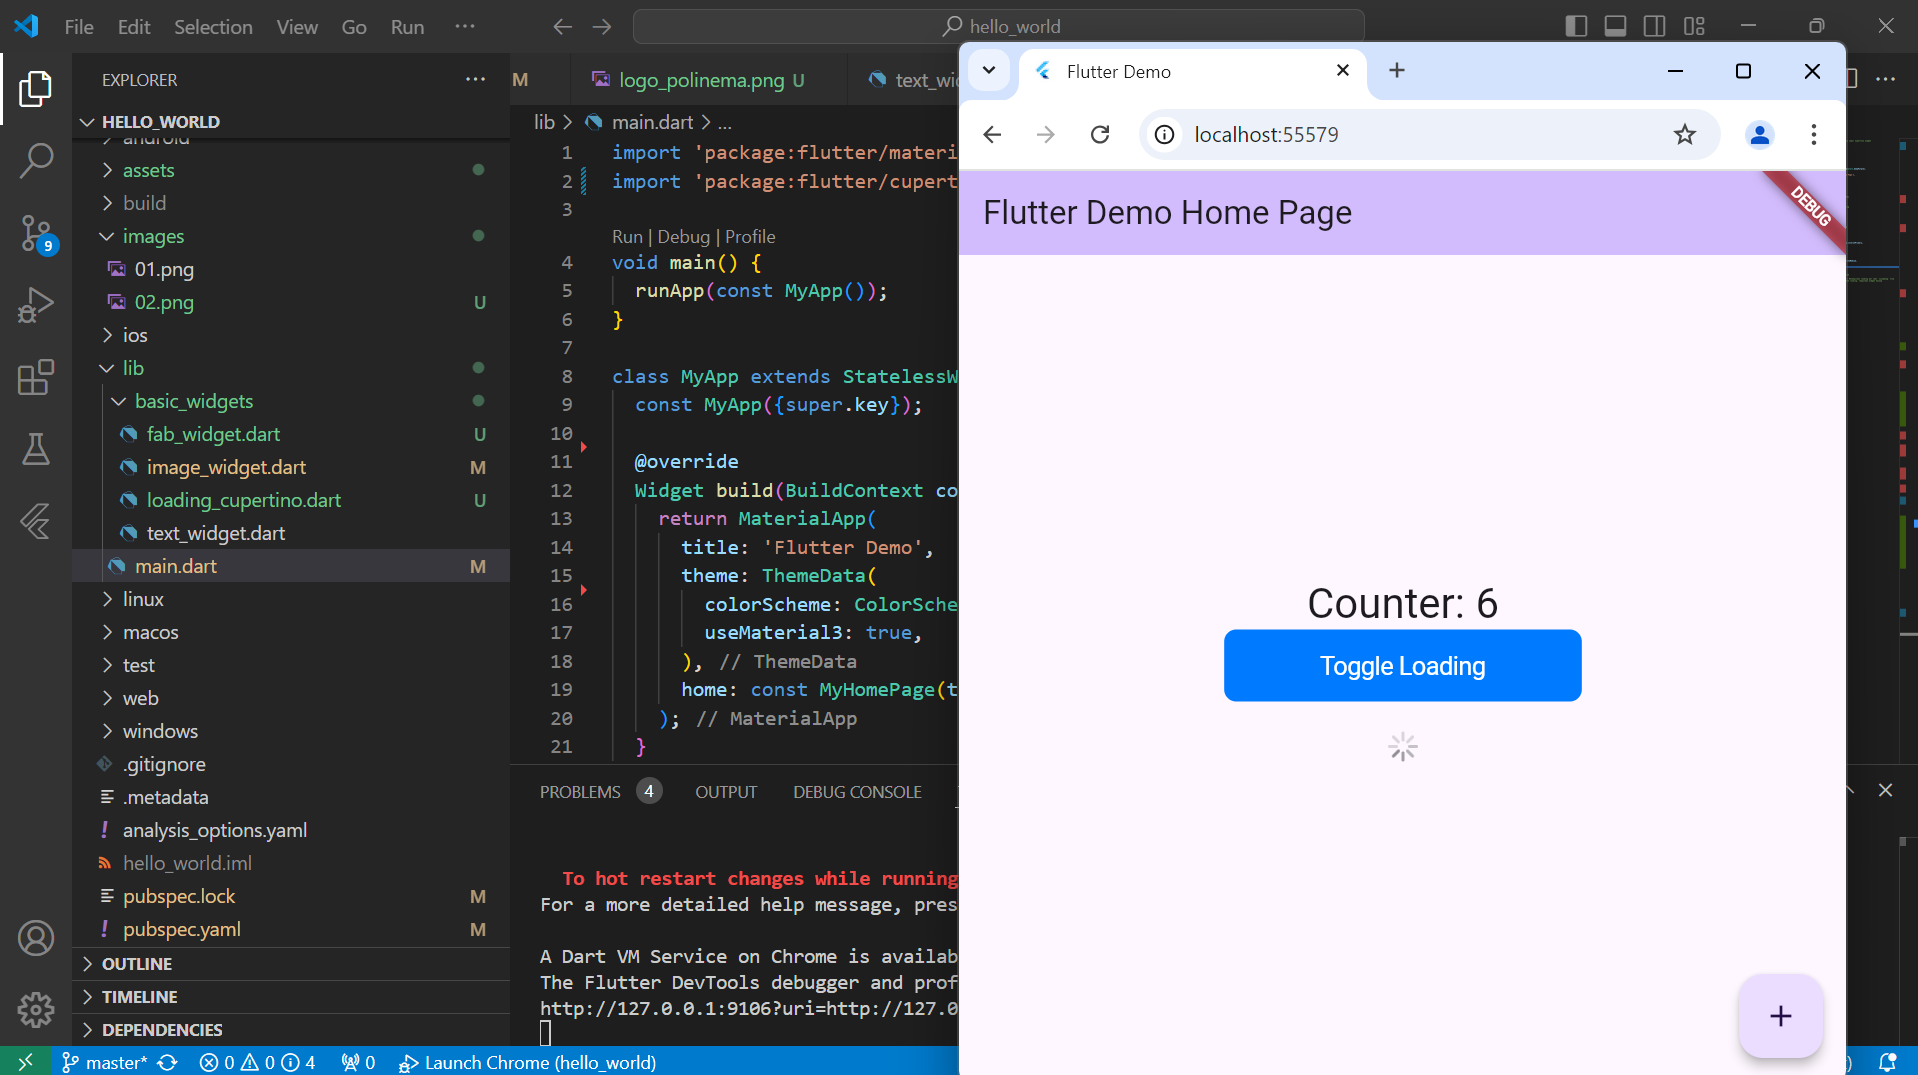 File Edit Selection View Go Run ···
hello_world
EXPLORER
HELLO_WORLD
android
assets
build
images
01.png
02.png U
ios
lib
basic_widgets
fab_widget.dart U
image_widget.dart M
loading_cupertino.dart U
text_widget.dart
main.dart M
linux
macos
test
web
windows
.gitignore
.metadata
analysis_options.yaml
hello_world.iml
pubspec.lock M
pubspec.yaml M
OUTLINE
TIMELINE
DEPENDENCIES
9
M logo_polinema.png U text_wi
lib > main.dart > ...
1 import 'package:flutter/materi
2 import 'package:flutter/cupert
3
Run | Debug | Profile
4 void main() {
5 runApp(const MyApp());
6 }
7
8 class MyApp extends StatelessW
9 const MyApp({super.key});
10
11 @override
12 Widget build(BuildContext co
13 return MaterialApp(
14 title: 'Flutter Demo',
15 theme: ThemeData(
16 colorScheme: ColorSche
17 useMaterial3: true,
18 ), // ThemeData
19 home: const MyHomePage(t
20 ); // MaterialApp
21 }
PROBLEMS 4 OUTPUT DEBUG CONSOLE
To hot restart changes while running
For a more detailed help message, pres
A Dart VM Service on Chrome is availab
The Flutter DevTools debugger and prof
http://127.0.0.1:9106?uri=http://127.0
master* 0 0 4 0 Launch Chrome (hello_world)
Flutter Demo
localhost:55579
Flutter Demo Home Page
DEBUG
Counter: 6
Toggle Loading
+